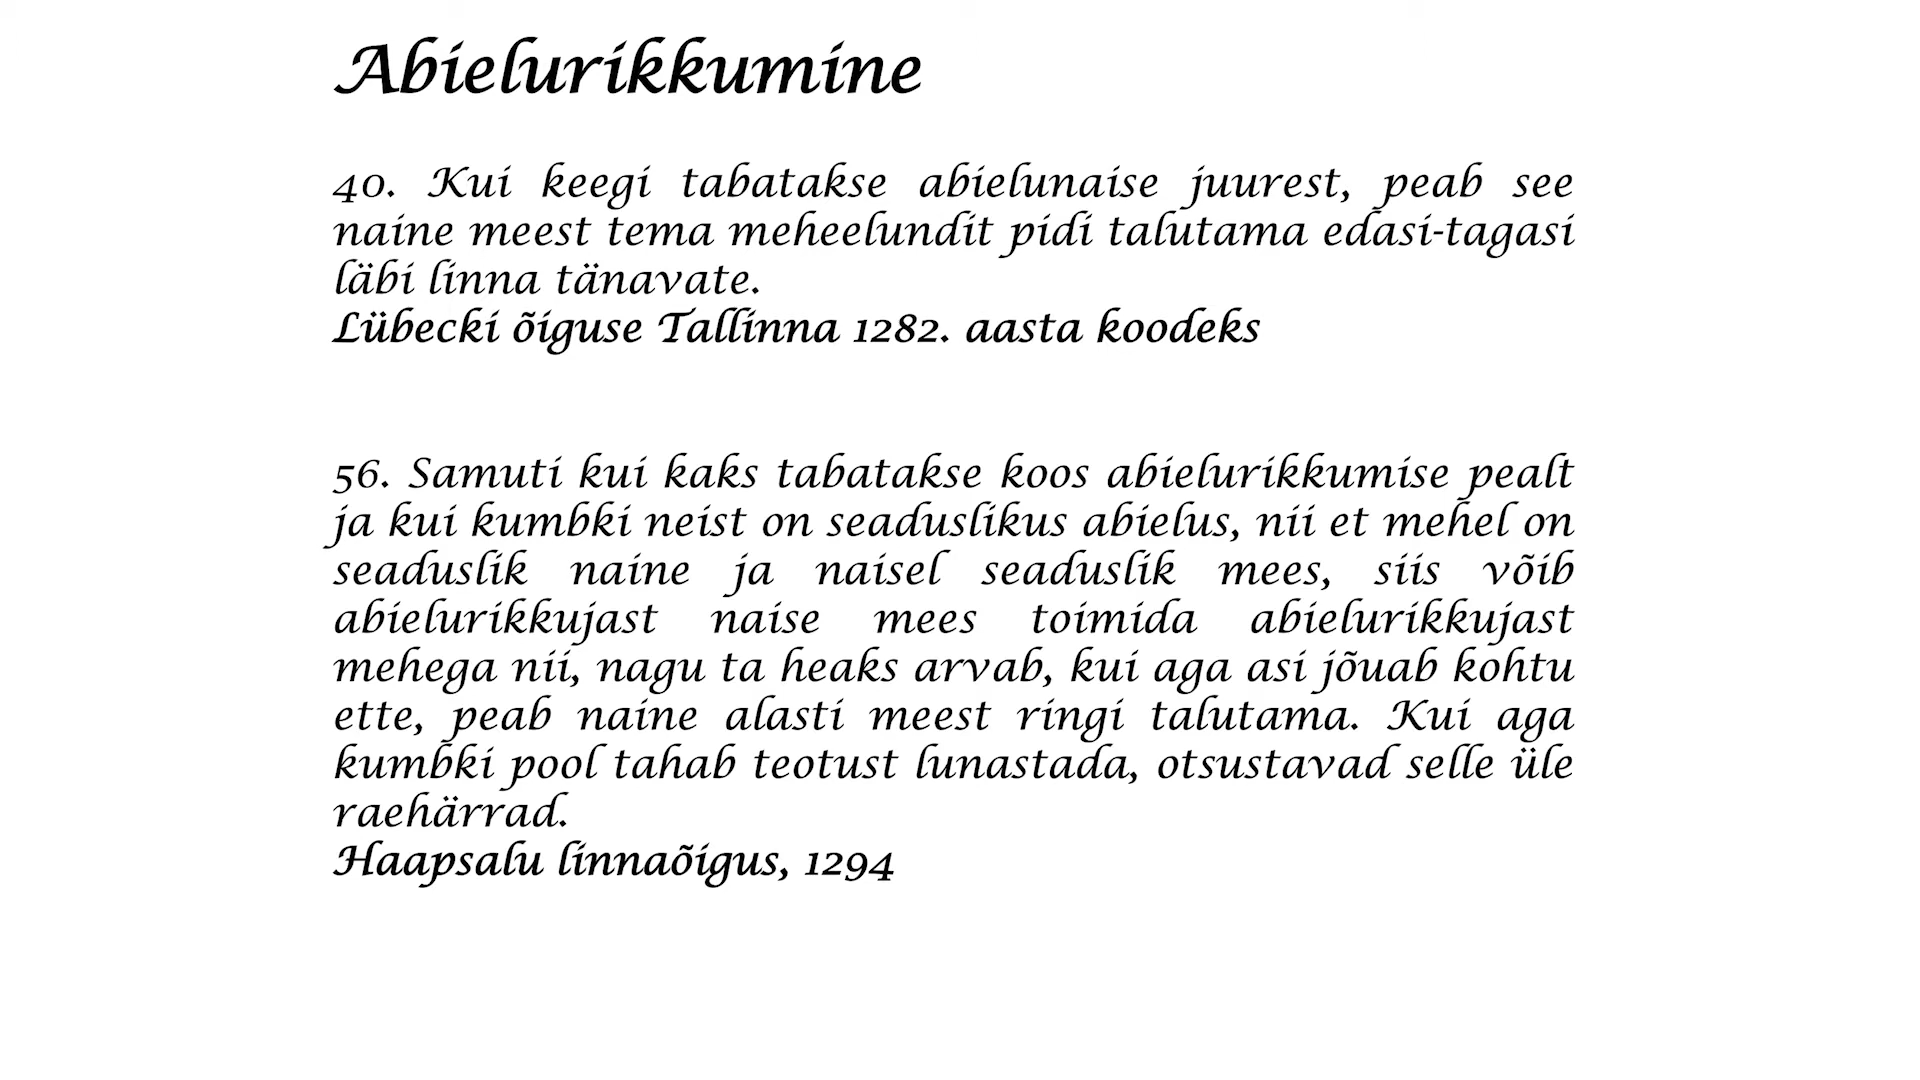 Abielurikkumine
40. Kui keegi tabatakse abielunaise juurest, peab see
naine meest tema meheelundit pidi talutama edasi-tagasi
läbi linna tänavate.
Lübecki õiguse Tallinna 1282. aasta koodeks
56. Samuti kui kaks tabatakse koos abielurikkumise pealt
ja kui kumbki neist on seaduslikus abielus, nii et mehel on
seaduslik naine ja naisel seaduslik mees, siis võib
abielurikkujast naise mees toimida abielurikkujast
mehega nii, nagu ta heaks arvab, kui aga asi jõuab kohtu
ette, peab naine alasti meest ringi talutama. Kui aga
kumbki pool tahab teotust lunastada, otsustavad selle üle
raehärrad.
Haapsalu linnaõigus, 1294